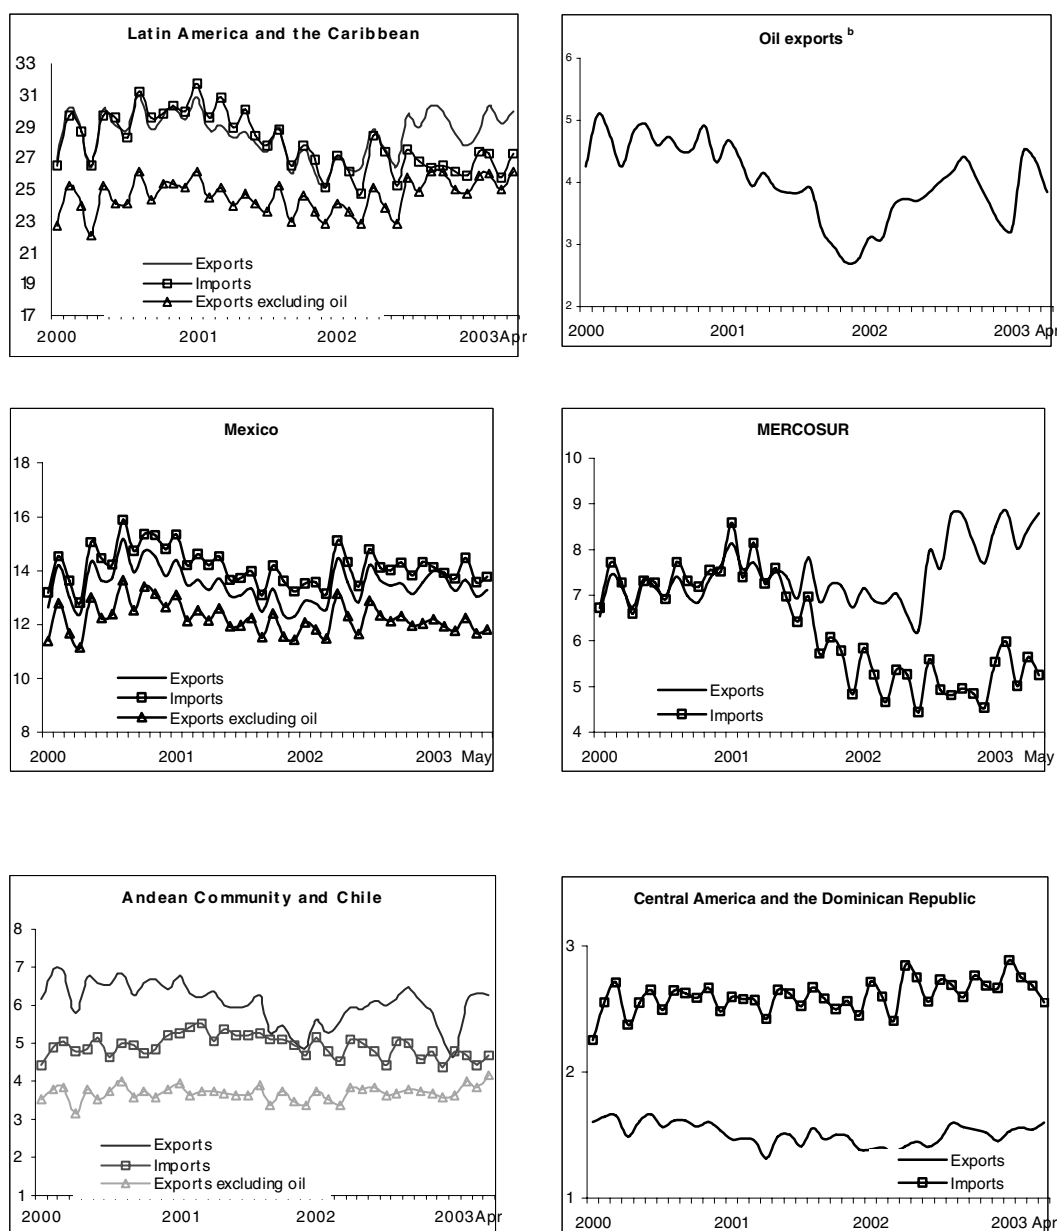 Latin America and the Caribbean
33
31
29
27
25
23
21
19
17
Exports
Imports
Exports excluding oil
2000 2001 2002 2003 Apr
Oil exports b
6
5
4
3
2
2000 2001 2002 2003 Apr
Mexico
18
16
14
12
10
8
Exports
Imports
Exports excluding oil
2000 2001 2002 2003 May
MERCOSUR
10
9
8
7
6
5
4
Exports
Imports
2000 2001 2002 2003 May
Andean Community and Chile
8
7
6
5
4
3
2
1
Exports
Imports
Exports excluding oil
2000 2001 2002 2003 Apr
Central America and the Dominican Republic
3
2
1
Exports
Imports
2000 2001 2002 2003 Apr